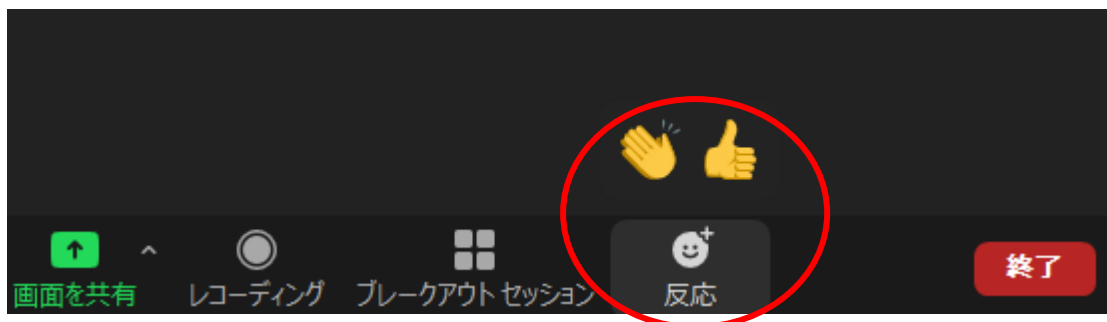 画面を共有
レコーディング
ブレークアウト セッション
反応
終了